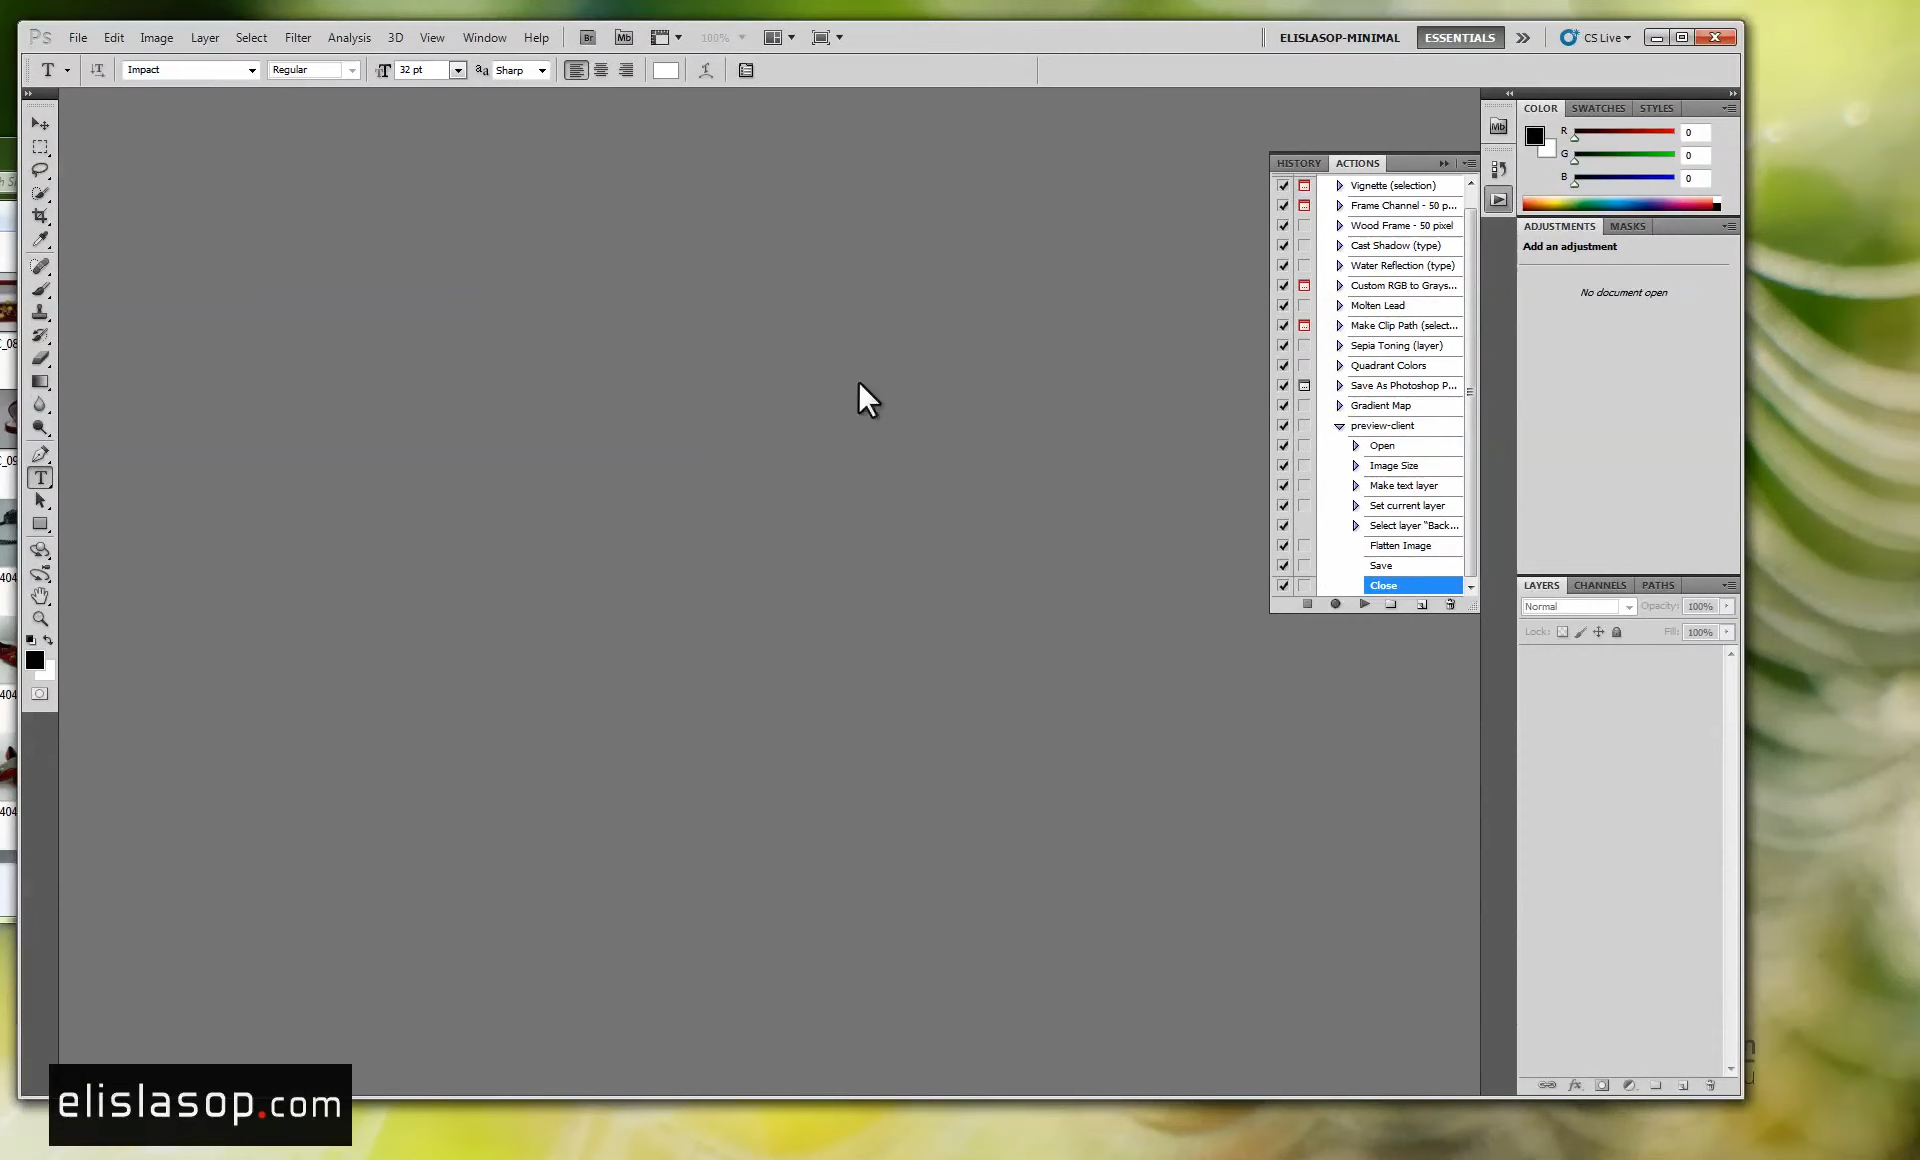 Ps File Edit Image Layer Select Filter Analysis 3D View Window Help Br Mb 100% ELISLASOP-MINIMAL ESSENTIALS CS Live
T Impact Regular 32 pt Sharp
COLOR SWATCHES STYLES
R 0
G 0
B 0
HISTORY ACTIONS
Vignette (selection)
Frame Channel - 50 p...
Wood Frame - 50 pixel
Cast Shadow (type)
Water Reflection (type)
Custom RGB to Grays...
Molten Lead
Make Clip Path (select...
Sepia Toning (layer)
Quadrant Colors
Save As Photoshop P...
Gradient Map
preview-client
Open
Image Size
Make text layer
Set current layer
Select layer "Back...
Flatten Image
Save
Close
ADJUSTMENTS MASKS
Add an adjustment
No document open
LAYERS CHANNELS PATHS
Normal Opacity: 100%
Lock: Fill: 100%
elislasop.com